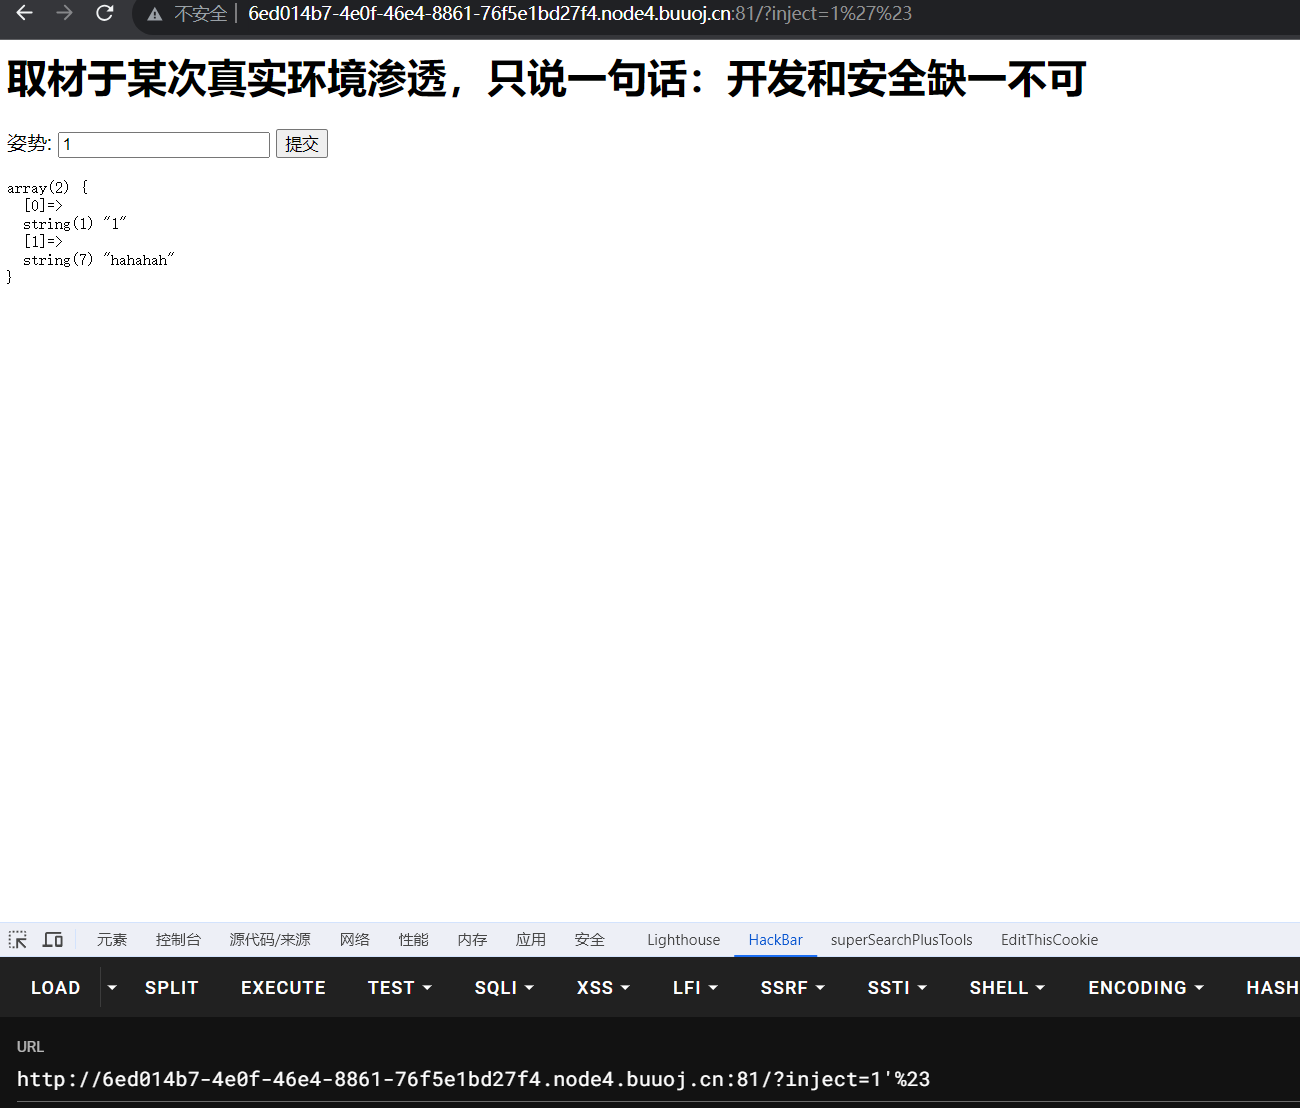 不安全 6ed014b7-4e0f-46e4-8861-76f5e1bd27f4.node4.buuoj.cn:81/?inject=1%27%23
取材于某次真实环境渗透，只说一句话：开发和安全缺一不可
姿势: 1 提交
array(2) {
  [0]=>
  string(1) "1"
  [1]=>
  string(7) "hahahah"
}
元素 控制台 源代码/来源 网络 性能 内存 应用 安全 Lighthouse HackBar superSearchPlusTools EditThisCookie
LOAD SPLIT EXECUTE TEST SQLI XSS LFI SSRF SSTI SHELL ENCODING HASH
URL
http://6ed014b7-4e0f-46e4-8861-76f5e1bd27f4.node4.buuoj.cn:81/?inject=1'%23